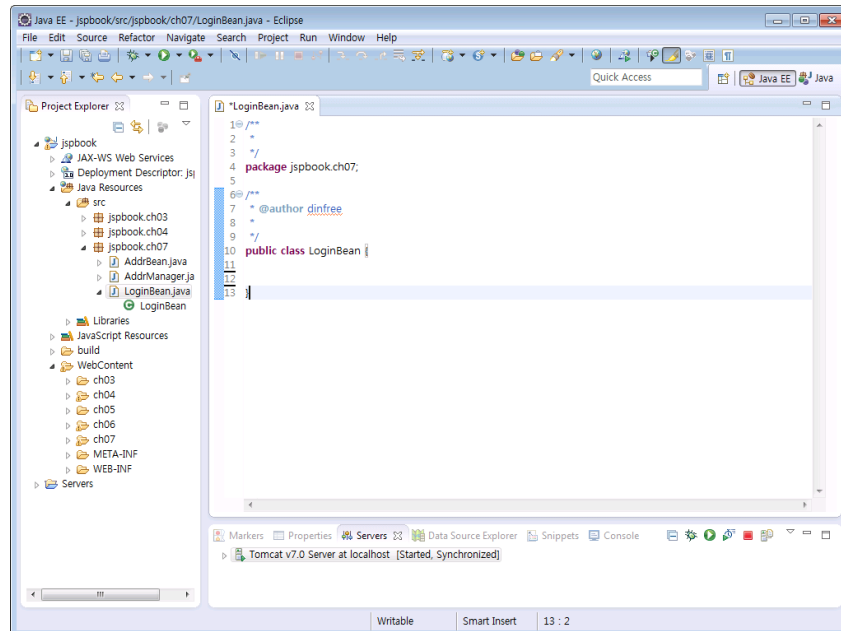 Java EE - jspbook/src/jspbook/ch07/LoginBean.java - Eclipse
File Edit Source Refactor Navigate Search Project Run Window Help
Quick Access
Java EE
Java
Project Explorer
*LoginBean.java
jspbook
JAX-WS Web Services
Deployment Descriptor: jsp
Java Resources
src
jspbook.ch03
jspbook.ch04
jspbook.ch07
AddrBean.java
AddrManager.ja
LoginBean.java
LoginBean
Libraries
JavaScript Resources
build
WebContent
ch03
ch04
ch05
ch06
ch07
META-INF
WEB-INF
Servers
1 /**
2 *
3 */
4 package jspbook.ch07;
5
6 /**
7 * @author dinfree
8 *
9 */
10 public class LoginBean {
11
12
13 }
Markers Properties Servers Data Source Explorer Snippets Console
Tomcat v7.0 Server at localhost [Started, Synchronized]
Writable Smart Insert 13 : 2